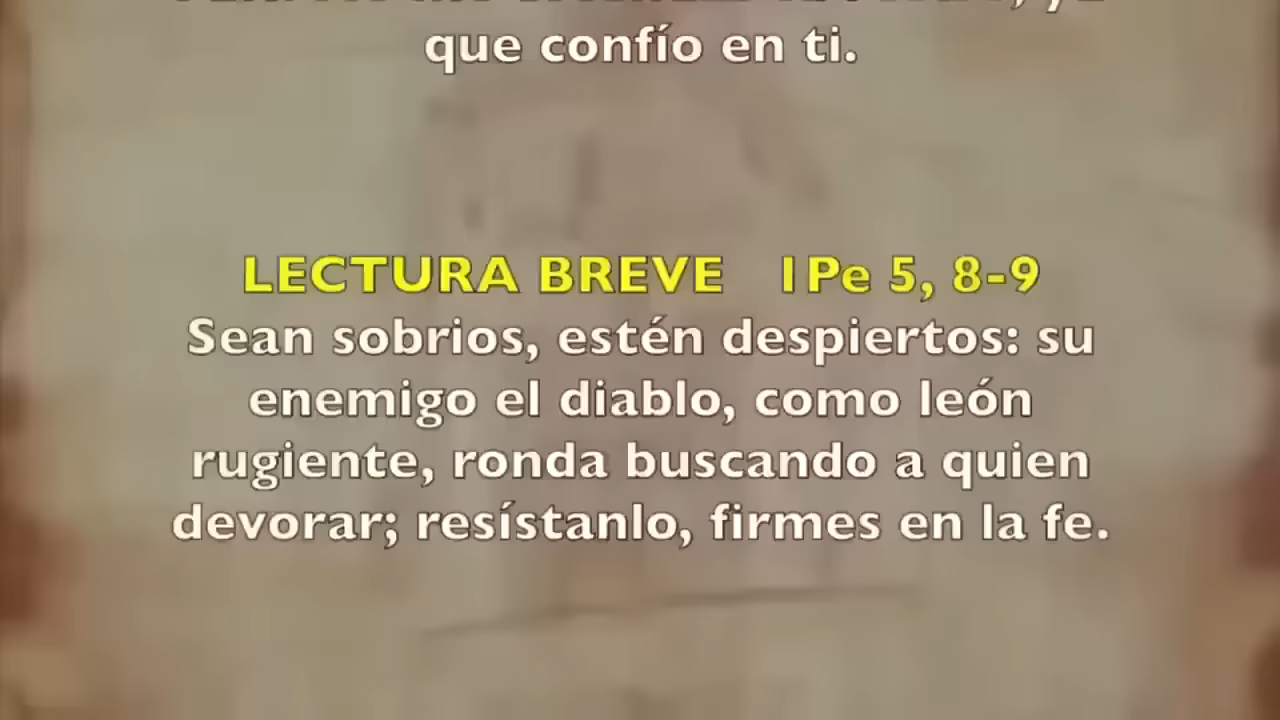 que confío en ti.
LECTURA BREVE 1Pe 5, 8-9
Sean sobrios, estén despiertos: su
enemigo el diablo, como león
rugiente, ronda buscando a quien
devorar; resístanlo, firmes en la fe.